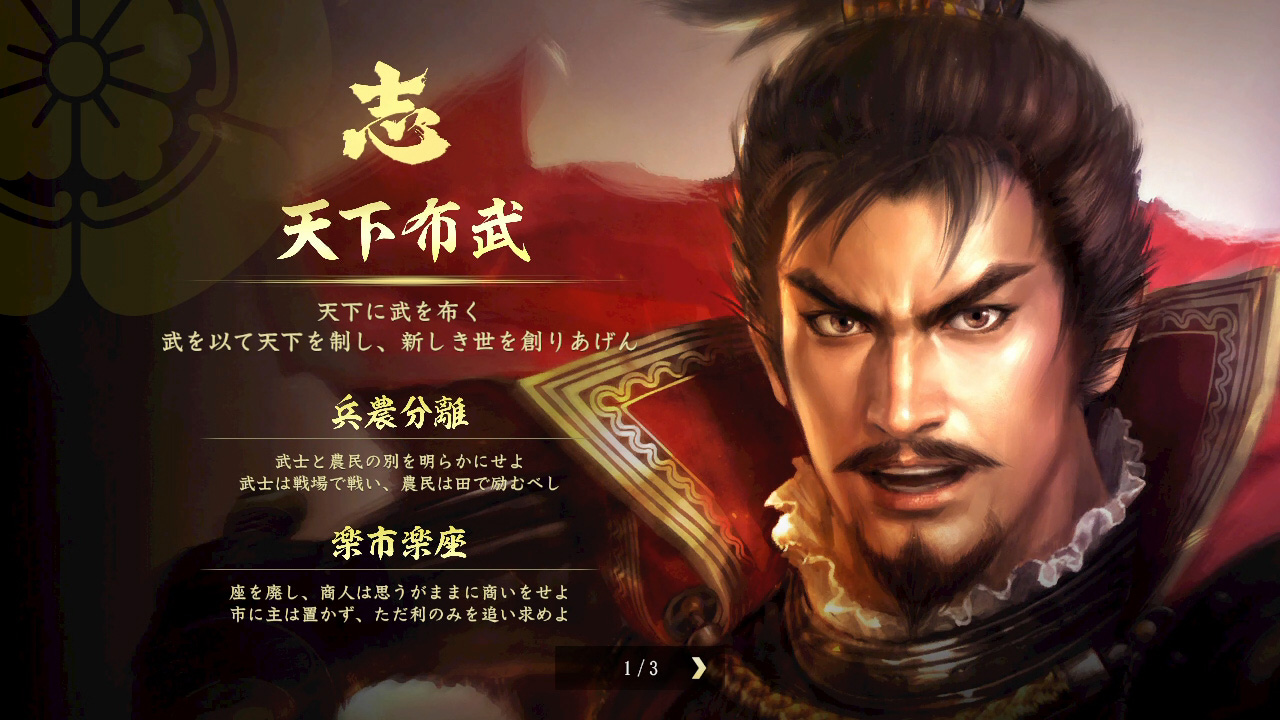 志
天下布武
天下に武を布く
武を以て天下を制し、新しき世を創りあげん
兵農分離
武士と農民の別を明らかにせよ
武士は戦場で戦い、農民は田で励むべし
楽市楽座
座を廃し、商人は思うがままに商いをせよ
市に主は置かず、ただ利のみを追い求めよ
1/3 ❯